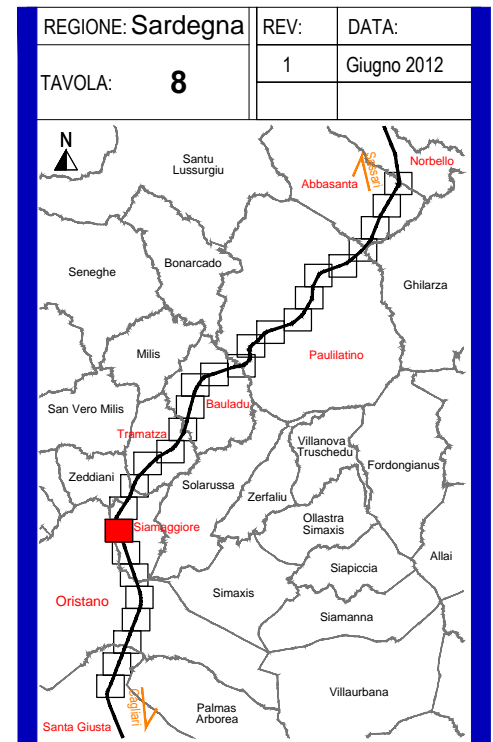 REGIONE: Sardegna
REV:
DATA:
TAVOLA: 8
1
Giugno 2012
N
Santu
Lussurgiu
Sassari
Norbello
Abbasanta
Seneghe
Bonarcado
Ghilarza
Milis
Paulilatino
San Vero Milis
Bauladu
Tramatza
Villanova
Truschedu
Fordongianus
Zeddiani
Solarussa
Zerfaliu
Siamaggiore
Ollastra
Simaxis
Allai
Siapiccia
Oristano
Simaxis
Siamanna
Cagliari
Villaurbana
Palmas
Arborea
Santa Giusta